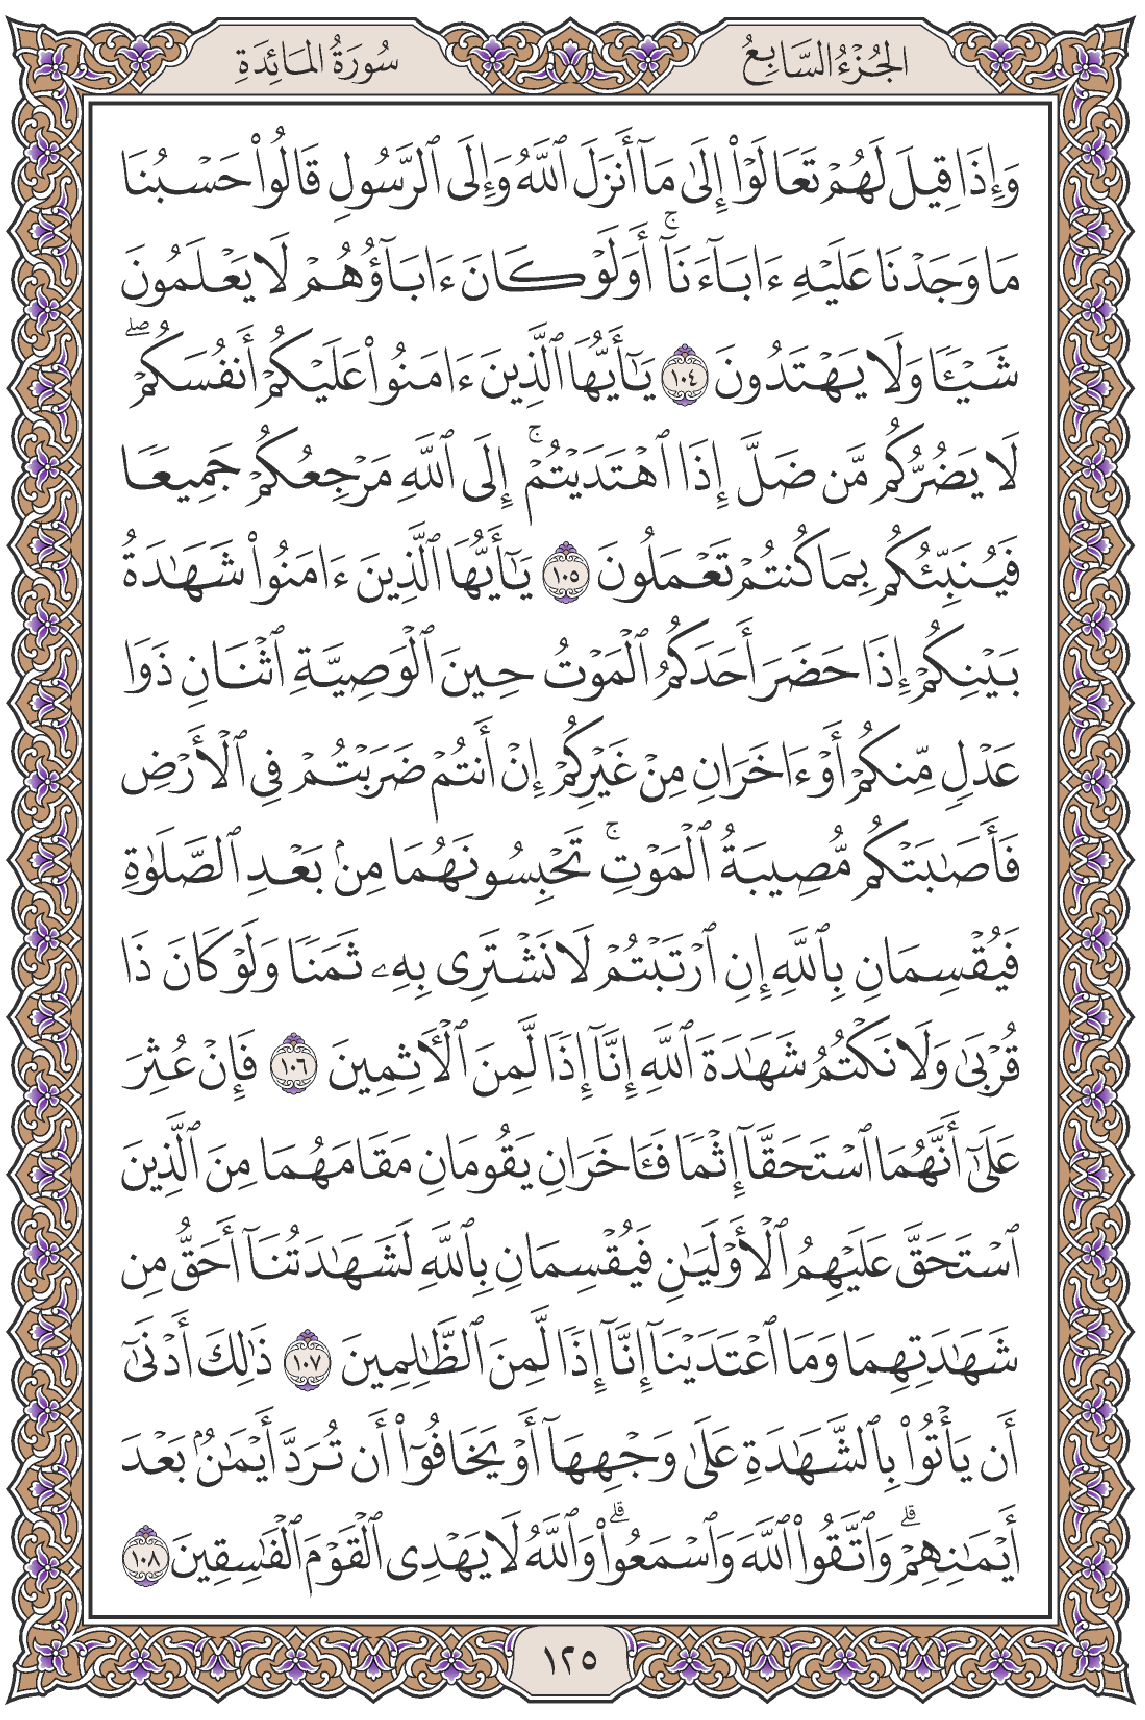 الجُزْءُ السَّابِعُ
سُورَةُ المَائِدَةِ
وَإِذَا قِيلَ لَهُمْ تَعَالَوْا۟ إِلَىٰ مَآ أَنزَلَ ٱللَّهُ وَإِلَى ٱلرَّسُولِ قَالُوا۟ حَسْبُنَا
مَا وَجَدْنَا عَلَيْهِ ءَابَآءَنَآ ۚ أَوَلَوْ كَانَ ءَابَآؤُهُمْ لَا يَعْلَمُونَ
شَيْـًٔا وَلَا يَهْتَدُونَ ١٠٤ يَـٰٓأَيُّهَا ٱلَّذِينَ ءَامَنُوا۟ عَلَيْكُمْ أَنفُسَكُمْ ۖ
لَا يَضُرُّكُم مَّن ضَلَّ إِذَا ٱهْتَدَيْتُمْ ۚ إِلَى ٱللَّهِ مَرْجِعُكُمْ جَمِيعًا
فَيُنَبِّئُكُم بِمَا كُنتُمْ تَعْمَلُونَ ١٠٥ يَـٰٓأَيُّهَا ٱلَّذِينَ ءَامَنُوا۟ شَهَـٰدَةُ
بَيْنِكُمْ إِذَا حَضَرَ أَحَدَكُمُ ٱلْمَوْتُ حِينَ ٱلْوَصِيَّةِ ٱثْنَانِ ذَوَا
عَدْلٍ مِّنكُمْ أَوْ ءَاخَرَانِ مِنْ غَيْرِكُمْ إِنْ أَنتُمْ ضَرَبْتُمْ فِى ٱلْأَرْضِ
فَأَصَـٰبَتْكُم مُّصِيبَةُ ٱلْمَوْتِ ۚ تَحْبِسُونَهُمَا مِنۢ بَعْدِ ٱلصَّلَوٰةِ
فَيُقْسِمَانِ بِٱللَّهِ إِنِ ٱرْتَبْتُمْ لَا نَشْتَرِى بِهِۦ ثَمَنًا وَلَوْ كَانَ ذَا
قُرْبَىٰ وَلَا نَكْتُمُ شَهَـٰدَةَ ٱللَّهِ إِنَّآ إِذًا لَّمِنَ ٱلْـَٔاثِمِينَ ١٠٦ فَإِنْ عُثِرَ
عَلَىٰٓ أَنَّهُمَا ٱسْتَحَقَّآ إِثْمًا فَـَٔاخَرَانِ يَقُومَانِ مَقَامَهُمَا مِنَ ٱلَّذِينَ
ٱسْتَحَقَّ عَلَيْهِمُ ٱلْأَوْلَيَـٰنِ فَيُقْسِمَانِ بِٱللَّهِ لَشَهَـٰدَتُنَآ أَحَقُّ مِن
شَهَـٰدَتِهِمَا وَمَا ٱعْتَدَيْنَآ إِنَّآ إِذًا لَّمِنَ ٱلظَّـٰلِمِينَ ١٠٧ ذَٰلِكَ أَدْنَىٰٓ
أَن يَأْتُوا۟ بِٱلشَّهَـٰدَةِ عَلَىٰ وَجْهِهَآ أَوْ يَخَافُوٓا۟ أَن تُرَدَّ أَيْمَـٰنٌۢ بَعْدَ
أَيْمَـٰنِهِمْ ۗ وَٱتَّقُوا۟ ٱللَّهَ وَٱسْمَعُوا۟ ۗ وَٱللَّهُ لَا يَهْدِى ٱلْقَوْمَ ٱلْفَـٰسِقِينَ ١٠٨
١٢٥